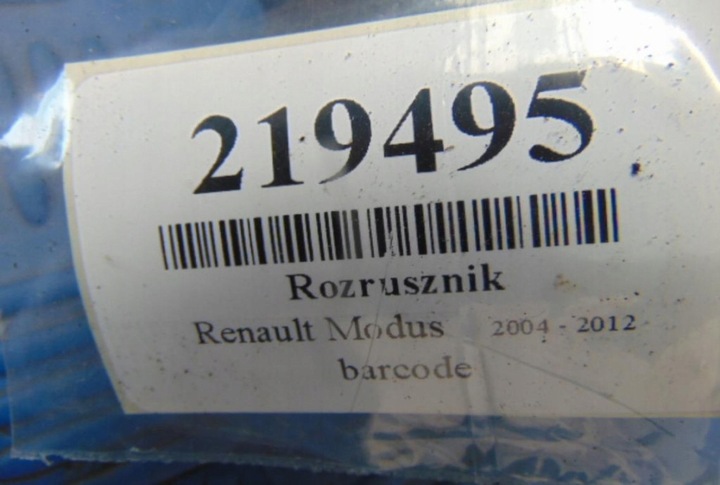 219495
Rozrusznik
Renault Modus 2004 - 2012
barcode